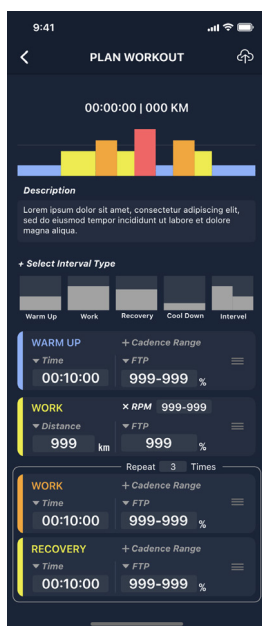 9:41
PLAN WORKOUT
00:00:00 | 000 KM
Description
Lorem ipsum dolor sit amet, consectetur adipiscing elit,
sed do eiusmod tempor incididunt ut labore et dolore
magna aliqua.
+ Select Interval Type
Warm Up Work Recovery Cool Down Intervel
WARM UP + Cadence Range
Time FTP
00:10:00 999-999 %
WORK × RPM 999-999
Distance FTP
999 km 999 %
Repeat 3 Times
WORK + Cadence Range
Time FTP
00:10:00 999-999 %
RECOVERY + Cadence Range
Time FTP
00:10:00 999-999 %